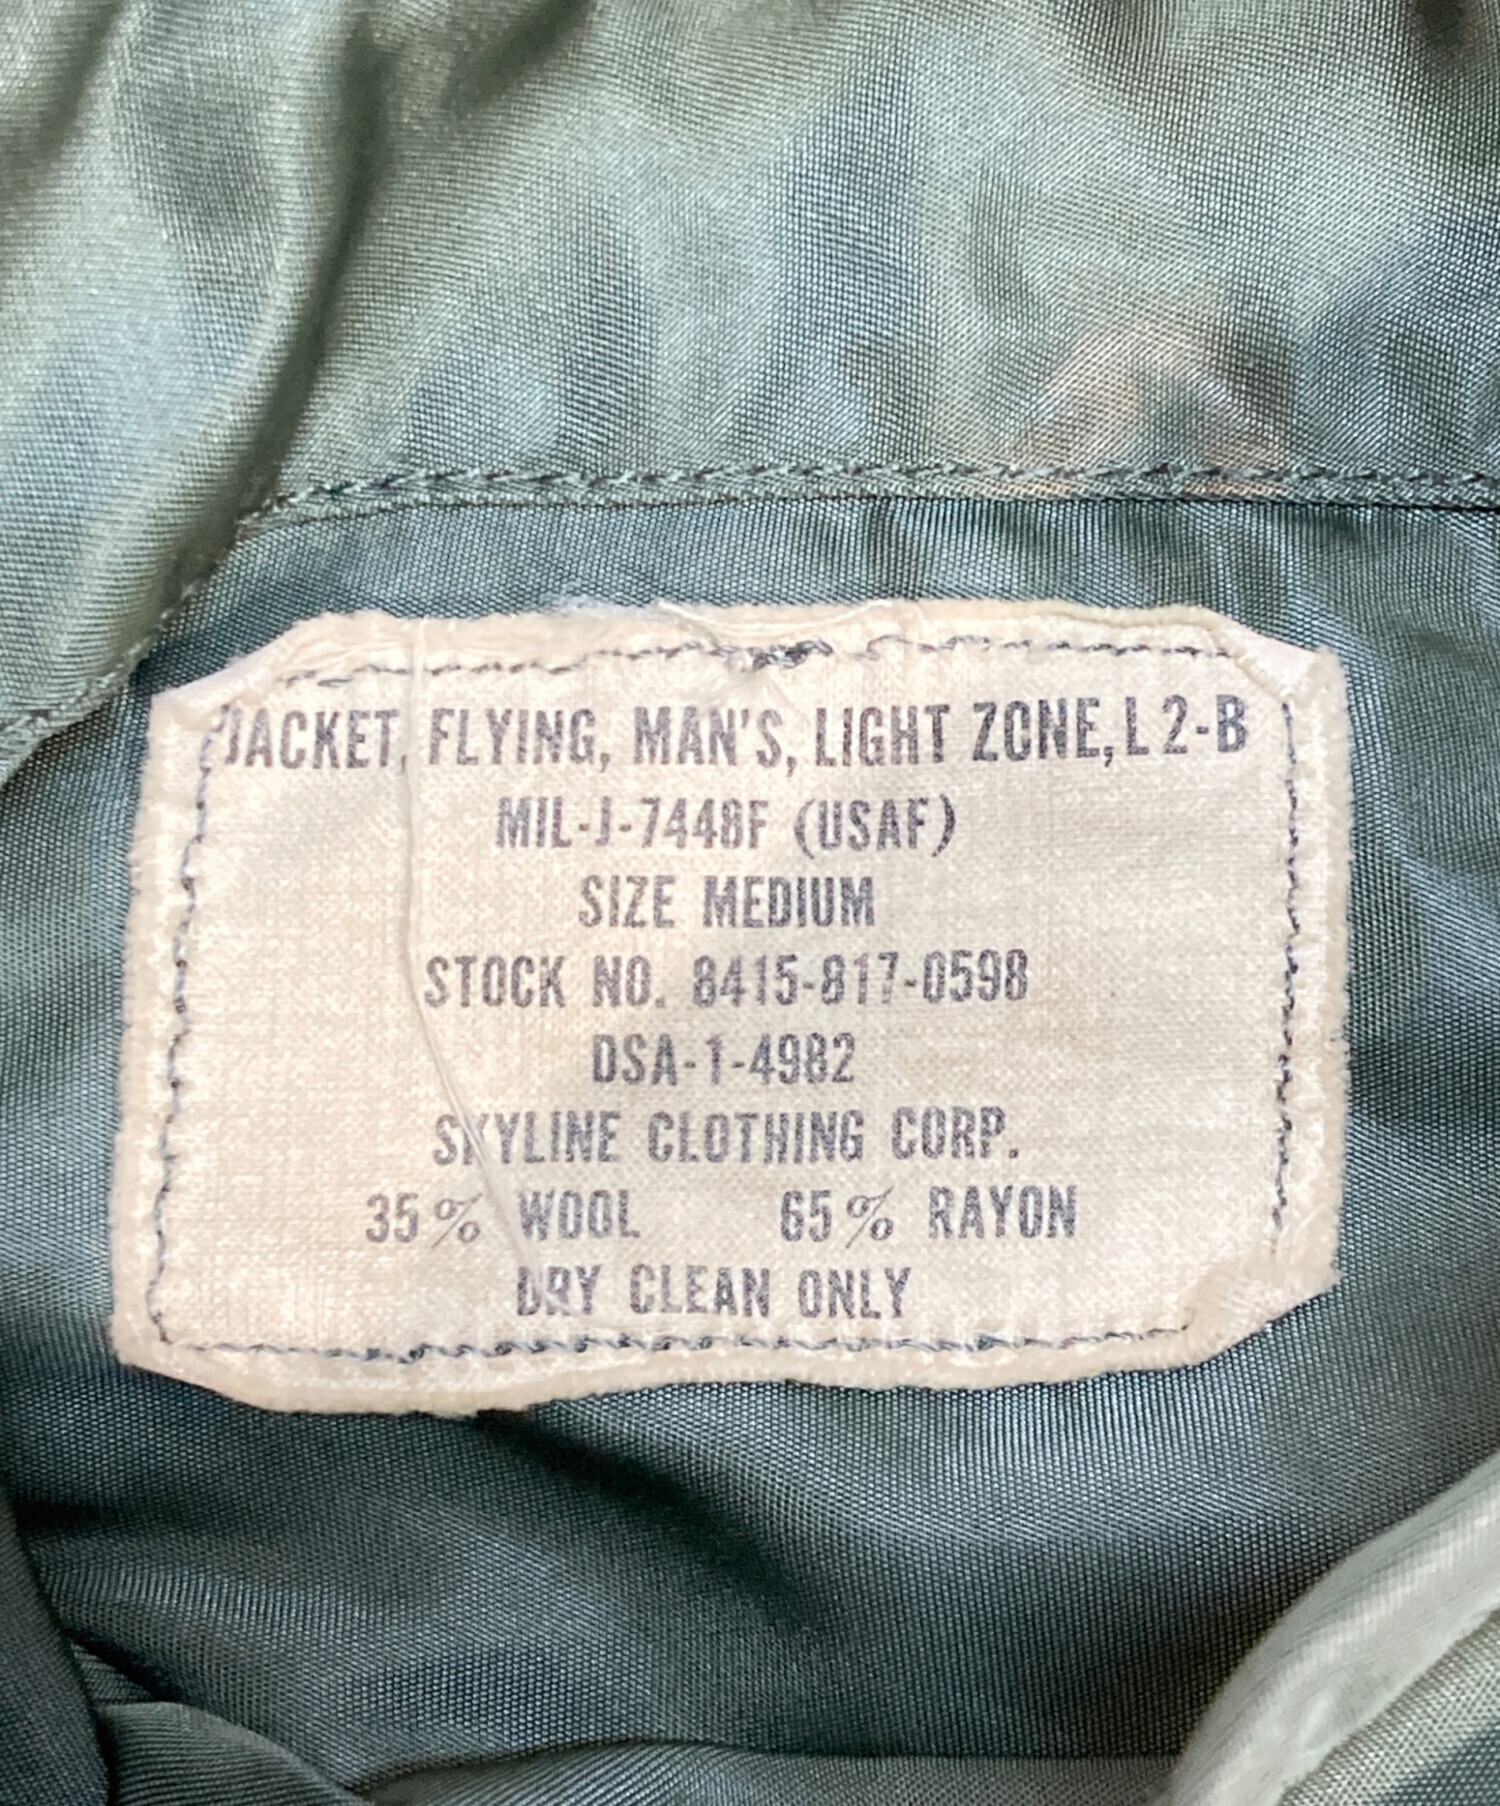 JACKET, FLYING, MAN'S, LIGHT ZONE, L 2-B
MIL-J-7448F (USAF)
SIZE MEDIUM
STOCK NO. 8415-817-0598
DSA-1-4982
SKYLINE CLOTHING CORP.
35% WOOL 65% RAYON
DRY CLEAN ONLY